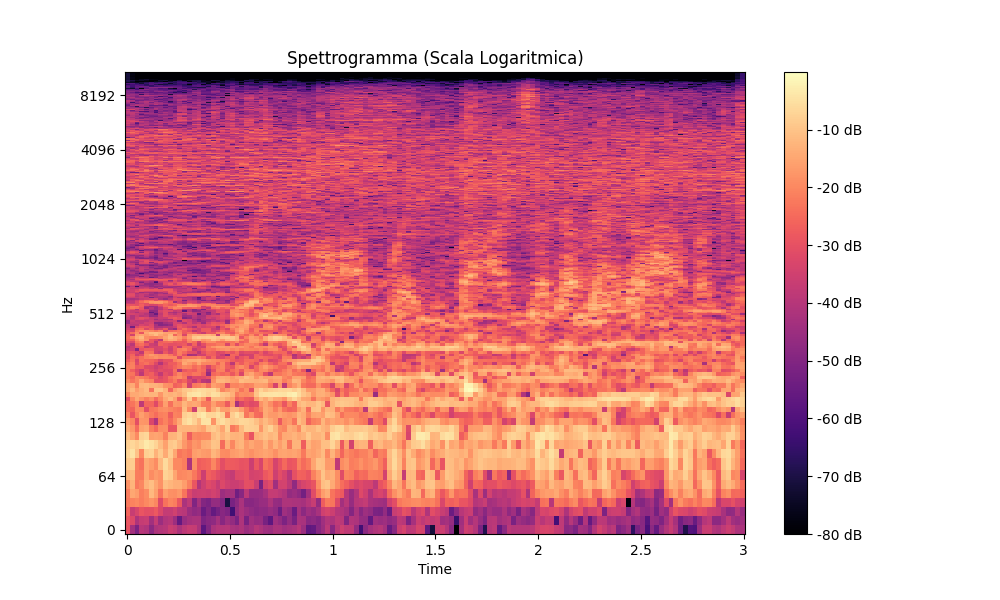 Spettrogramma (Scala Logaritmica)
Hz
8192
4096
2048
1024
512
256
128
64
0
0
0.5
1
1.5
2
2.5
3
Time
-10 dB
-20 dB
-30 dB
-40 dB
-50 dB
-60 dB
-70 dB
-80 dB